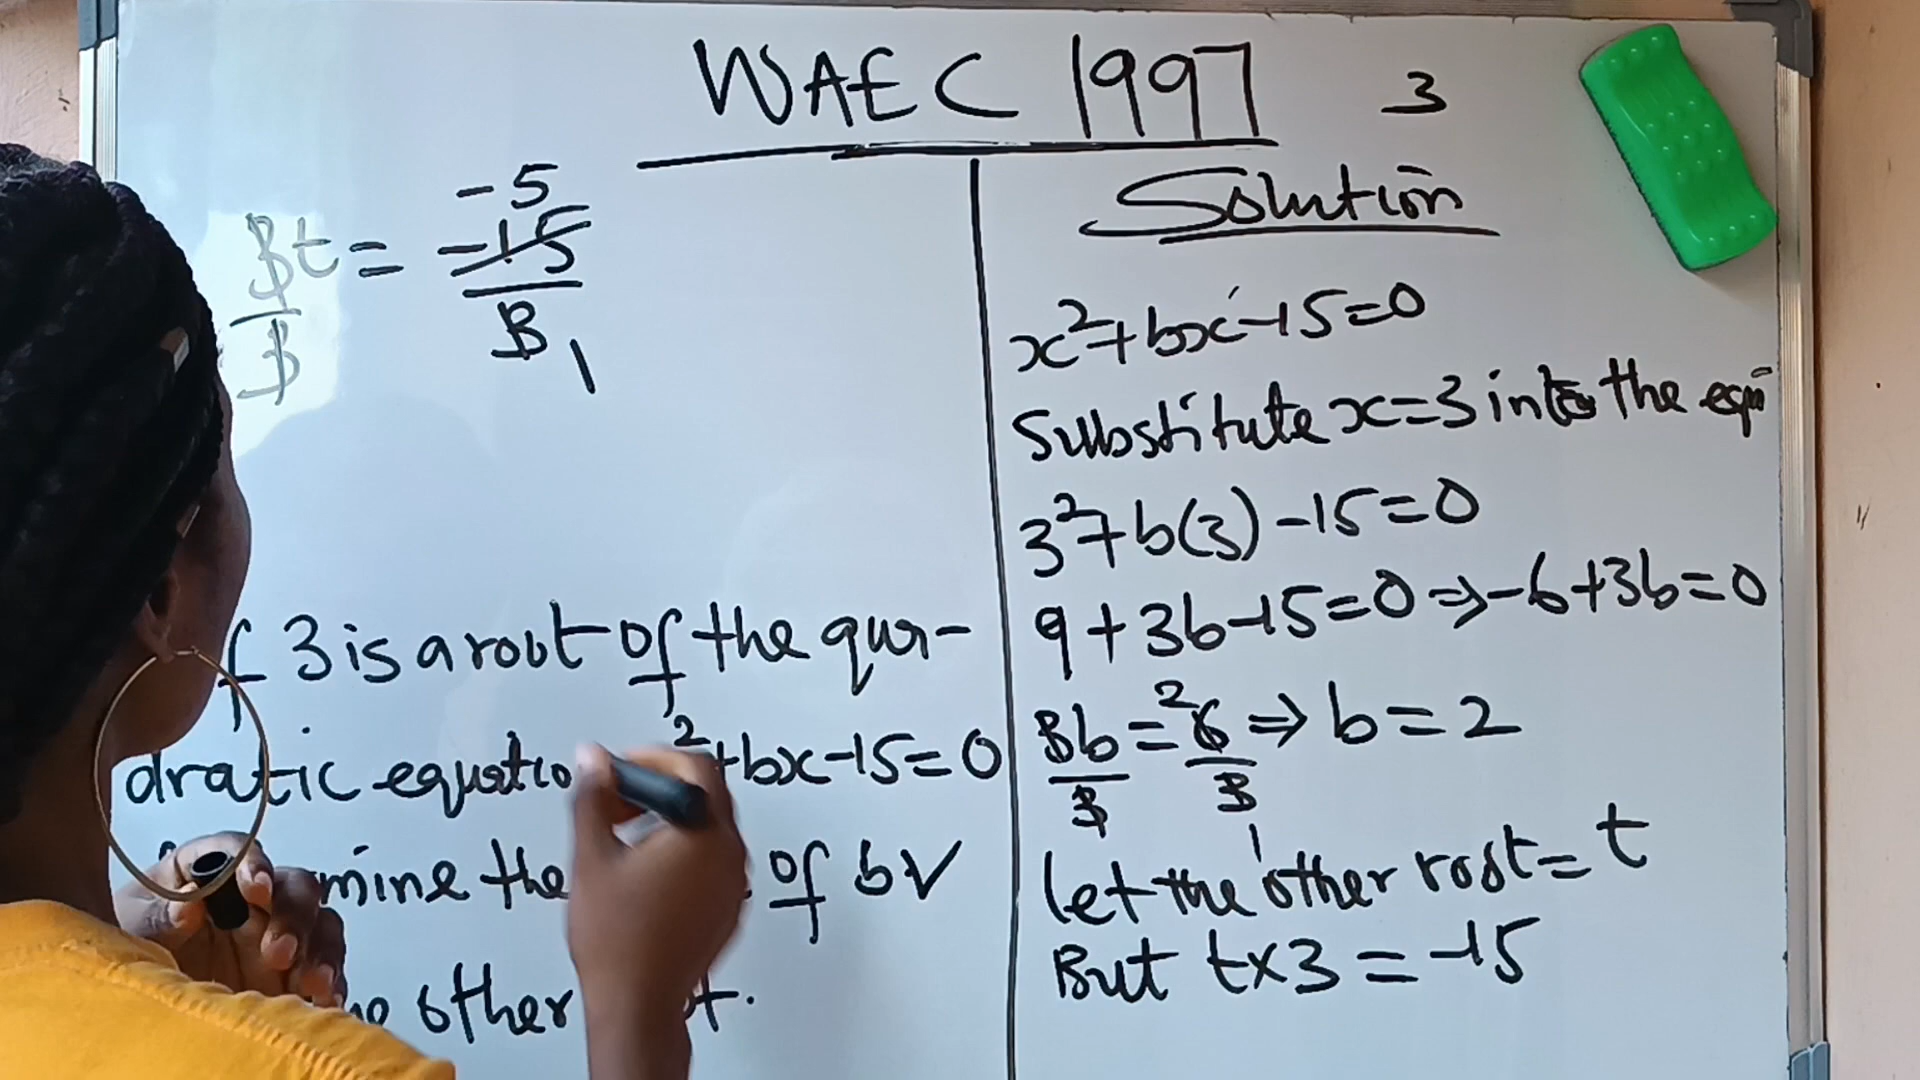 WAEC 1997 3
3t = -15
3 3
-5
1
f 3 is a root of the qua-
dratic equatio 2+bx-15=0
mine the of b
other
Solution
x²+bx-15=0
Substitute x=3 into the eqn
3²+b(3)-15=0
9+3b-15=0 ⇒ -6+3b=0
3b = 6 ⇒ b = 2
3 3
2
1
let the other root = t
But t×3 = -15